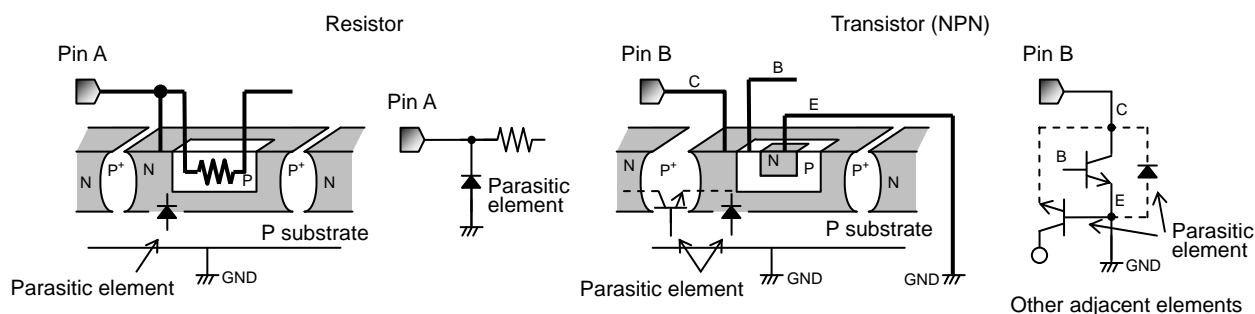 Resistor
Transistor (NPN)
Pin A
Pin B
Pin B
C
B
E
C
Pin A
B
E
N
P+
N
P
P+
N
N
P+
N
P
P+
N
Parasitic
element
P substrate
P substrate
Parasitic
element
GND
GND
GND
GND
Parasitic element
Parasitic element
Other adjacent elements